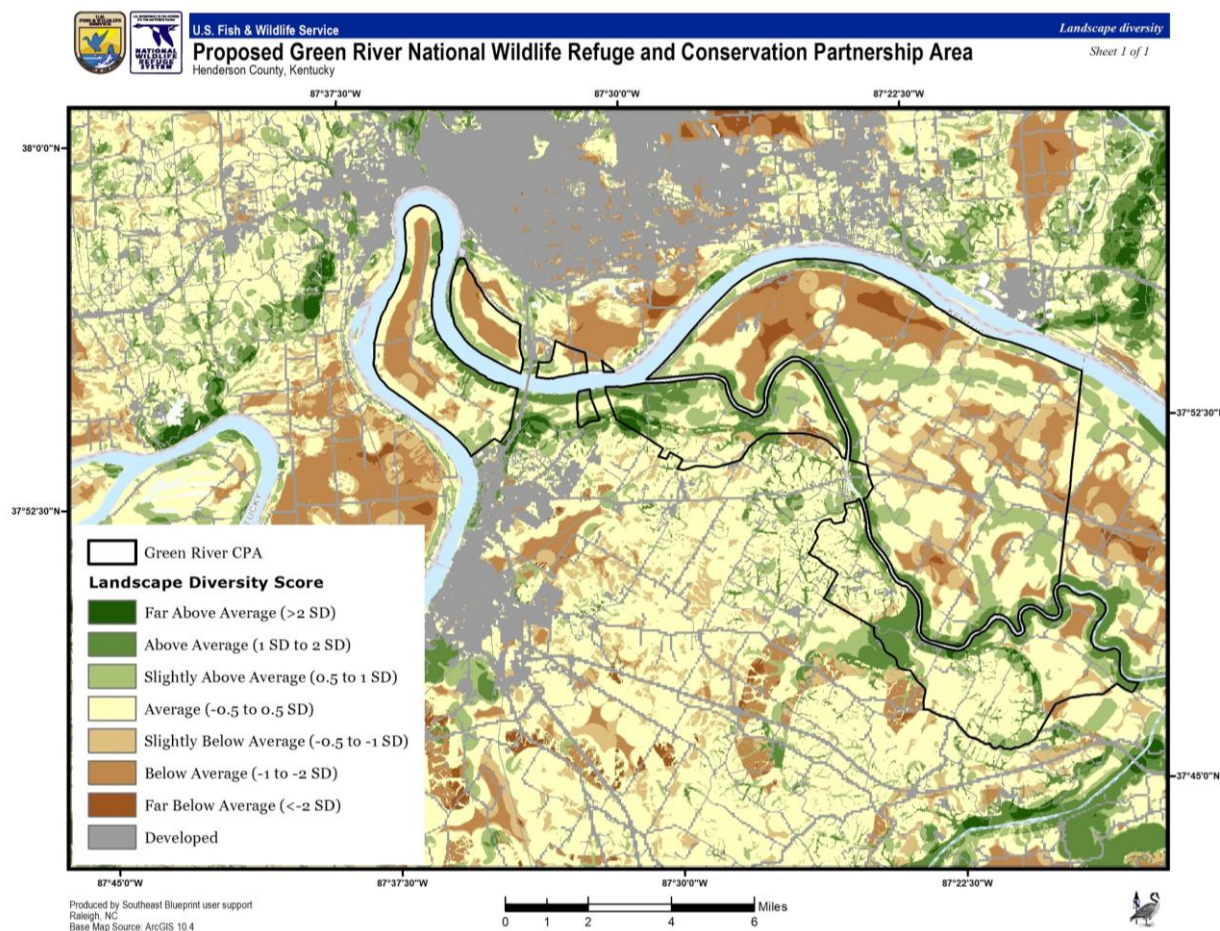 U.S. Fish & Wildlife Service
Landscape diversity
Proposed Green River National Wildlife Refuge and Conservation Partnership Area
Sheet 1 of 1
Henderson County, Kentucky
NATIONAL
WILDLIFE
REFUGE
SYSTEM
87°37'30"W
87°30'0"W
87°22'30"W
38°0'0"N
37°52'30"N
37°52'30"N
37°45'0"N
Green River CPA
Landscape Diversity Score
Far Above Average (>2 SD)
Above Average (1 SD to 2 SD)
Slightly Above Average (0.5 to 1 SD)
Average (-0.5 to 0.5 SD)
Slightly Below Average (-0.5 to -1 SD)
Below Average (-1 to -2 SD)
Far Below Average (<-2 SD)
Developed
87°45'0"W
87°37'30"W
87°30'0"W
87°22'30"W
Produced by Southeast Blueprint user support
Raleigh, NC
Base Map Source: ArcGIS 10.4
Miles
0 1 2 4 6